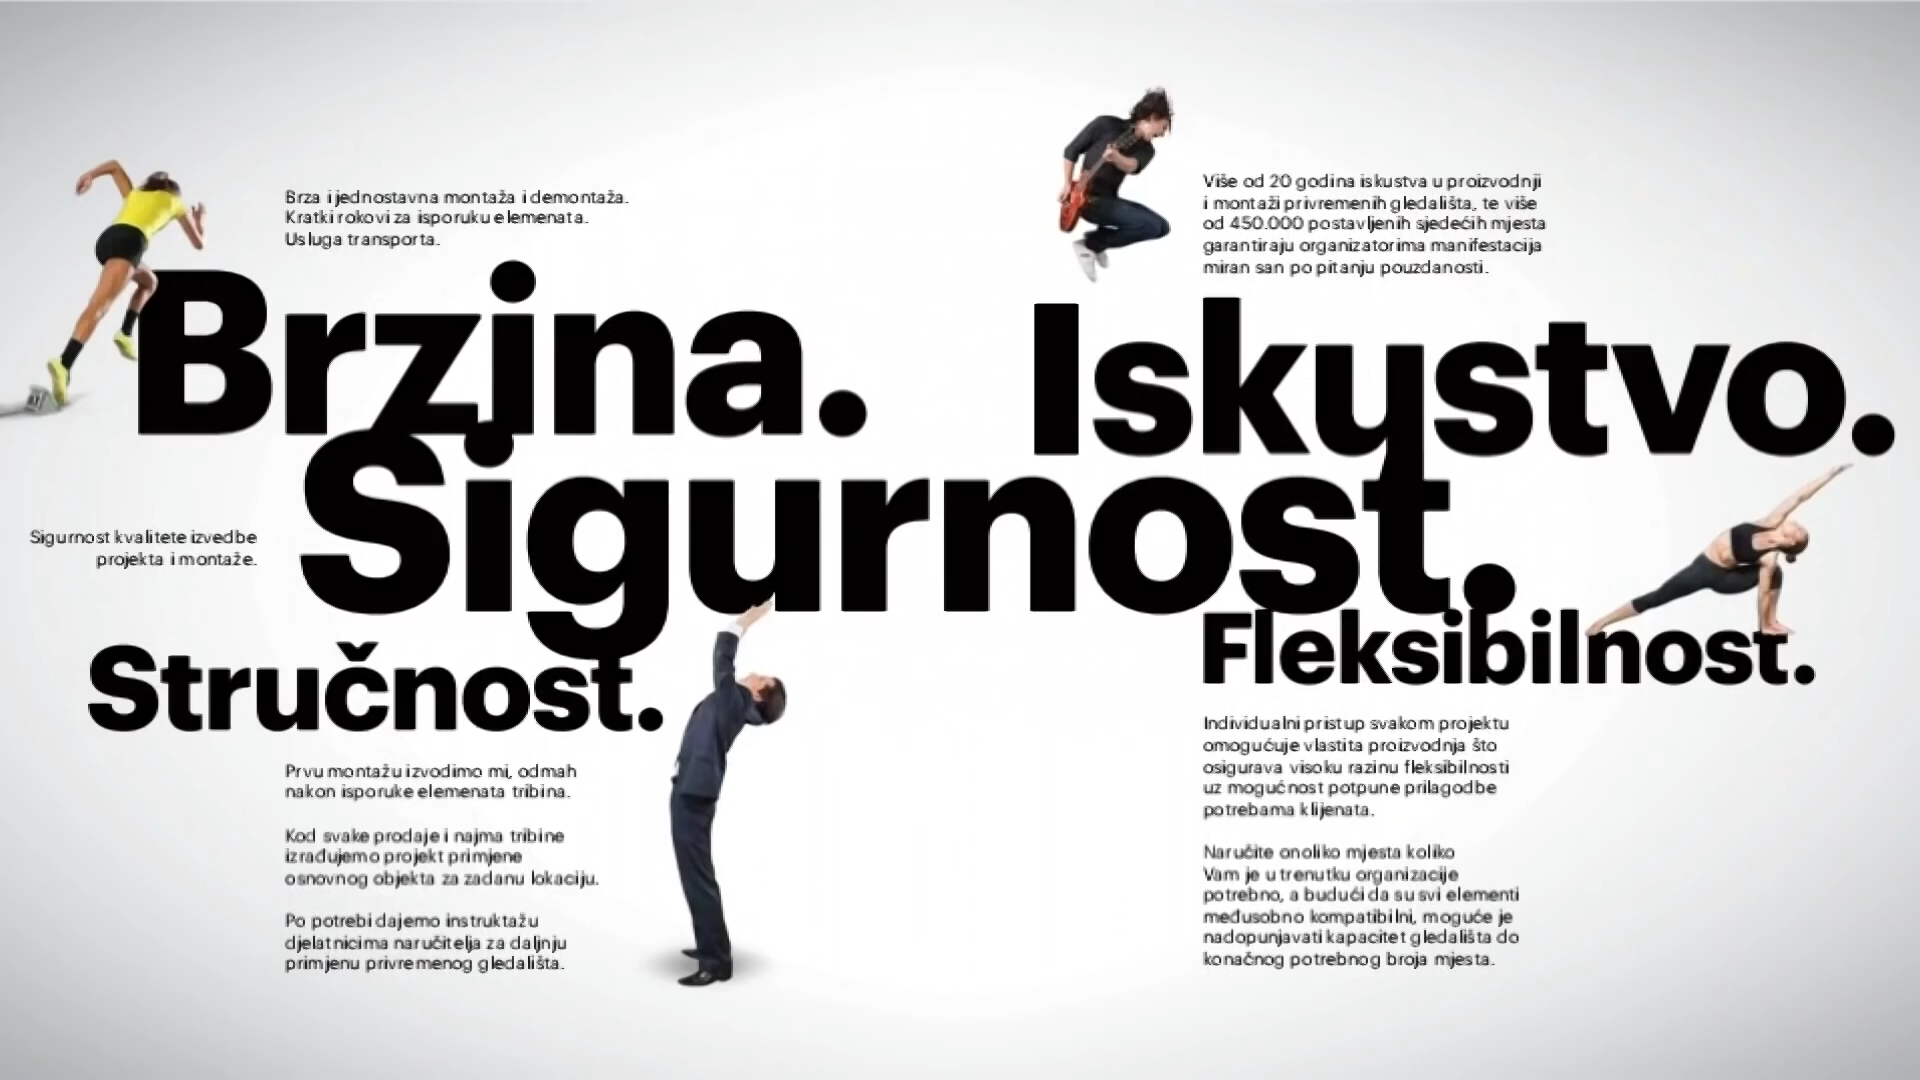 Brza i jednostavna montaža i demontaža.
Kratki rokovi za isporuku elemenata.
Usluga transporta.
Brzina.
Više od 20 godina iskustva u proizvodnji
i montaži privremenih gledališta, te više
od 450.000 postavljenih sjedećih mjesta
garantiraju organizatorima manifestacija
miran san po pitanju pouzdanosti.
Iskustvo.
Sigurnost kvalitete izvedbe
projekta i montaže.
Sigurnost.
Stručnost.
Prvu montažu izvodimo mi, odmah
nakon isporuke elemenata tribina.
Kod svake prodaje i najma tribine
izrađujemo projekt primjene
osnovnog objekta za zadanu lokaciju.
Po potrebi dajemo instruktažu
djelatnicima naručitelja za daljnju
primjenu privremenog gledališta.
Fleksibilnost.
Individualni pristup svakom projektu
omogućuje vlastita proizvodnja što
osigurava visoku razinu fleksibilnosti
uz mogućnost potpune prilagodbe
potrebama klijenata.
Naručite onoliko mjesta koliko
Vam je u trenutku organizacije
potrebno, a budući da su svi elementi
međusobno kompatibilni, moguće je
nadopunjavati kapacitet gledališta do
konačnog potrebnog broja mjesta.